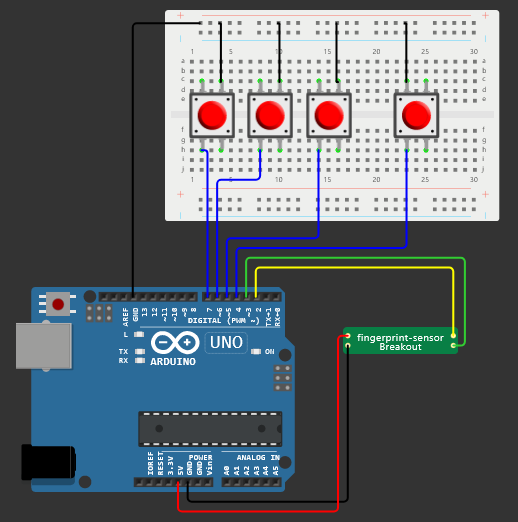 1 5 10 15 20 25 30
a a
b b
c c
d d
e e
f f
g g
h h
i i
j j
1 5 10 15 20 25 30
AREF
GND
13
12
~11
~10
~9
8
7
~6
~5
4
~3
2
TX→1
RX←0
DIGITAL (PWM ~)
L
TX
RX
ARDUINO
UNO
ON
fingerprint-sensor
Breakout
IOREF
RESET
3.3V
5V
GND
GND
Vin
POWER
ANALOG IN
A0
A1
A2
A3
A4
A5